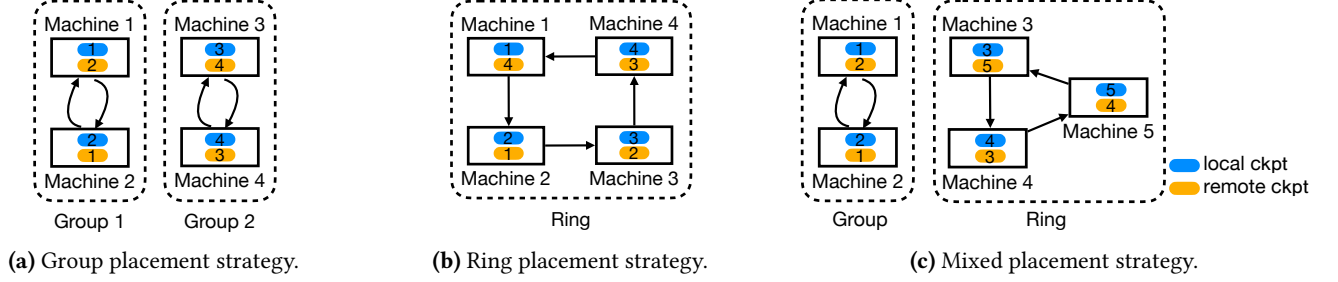 Machine 1
1
2
2
1
Machine 2
Group 1
Machine 3
3
4
4
3
Machine 4
Group 2
(a) Group placement strategy.
Machine 1
Machine 4
1
4
4
3
2
1
3
2
Machine 2
Machine 3
Ring
(b) Ring placement strategy.
Machine 1
1
2
2
1
Machine 2
Group
Machine 3
3
5
5
4
Machine 5
4
3
Machine 4
Ring
local ckpt
remote ckpt
(c) Mixed placement strategy.